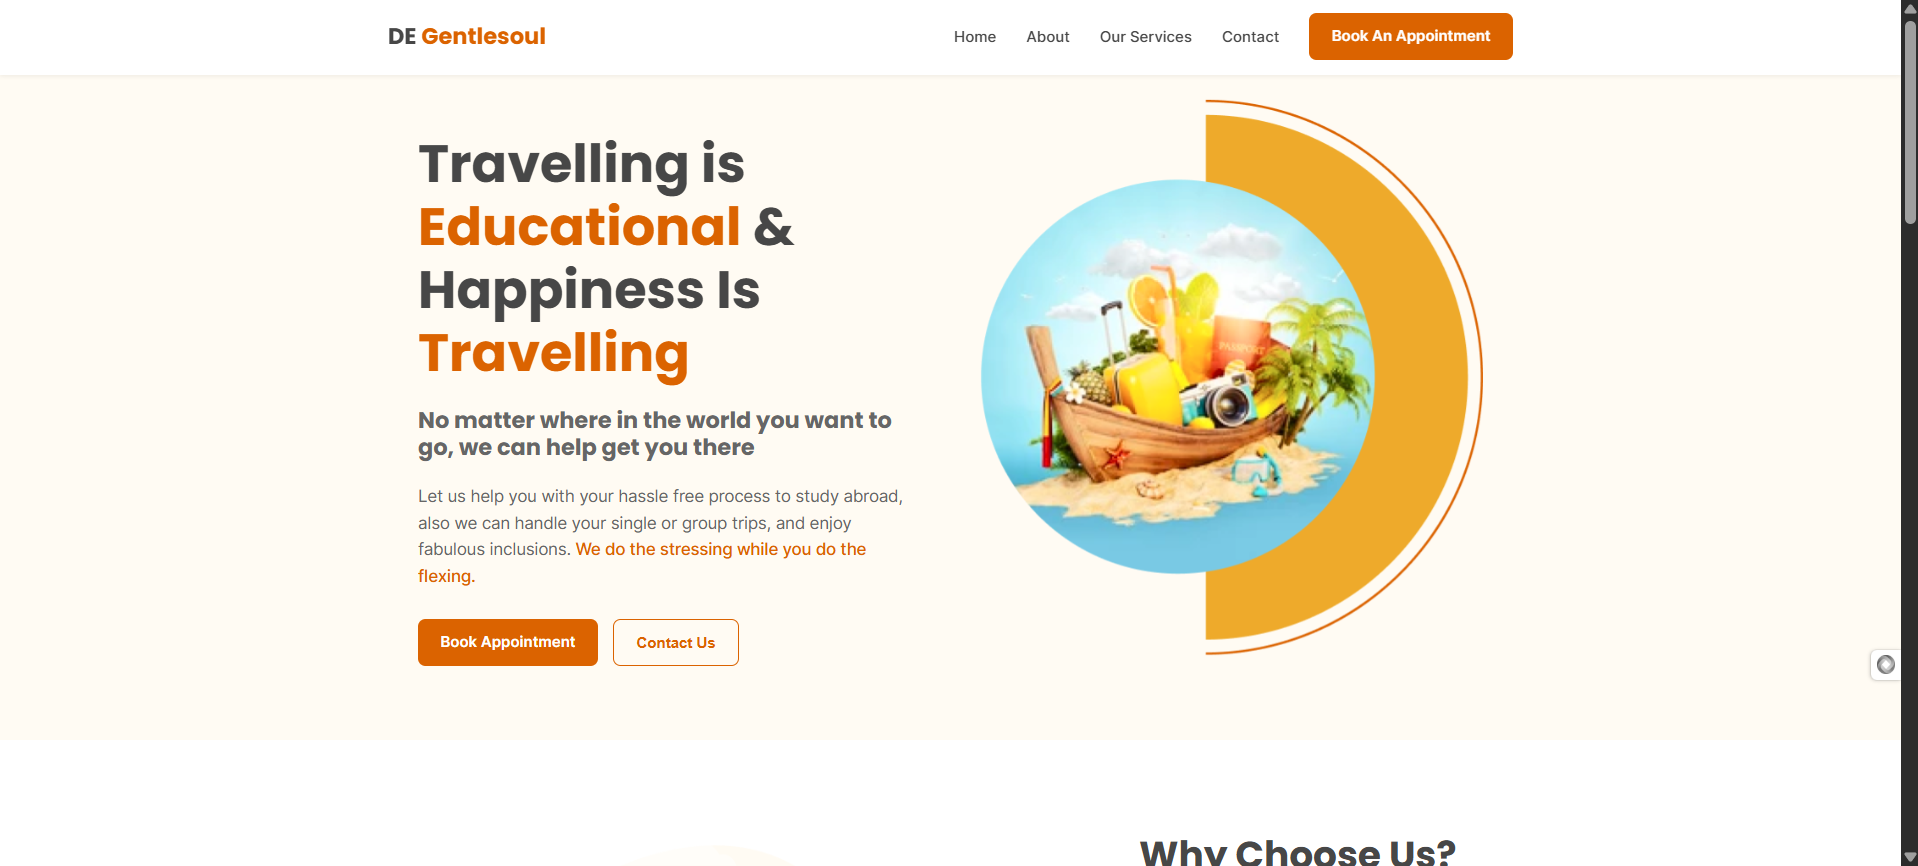 DE Gentlesoul
Home
About
Our Services
Contact
Book An Appointment
Travelling is
Educational &
Happiness Is
Travelling
No matter where in the world you want to
go, we can help get you there
Let us help you with your hassle free process to study abroad,
also we can handle your single or group trips, and enjoy
fabulous inclusions. We do the stressing while you do the
flexing.
Book Appointment
Contact Us
PASSPORT
Why Choose Us?